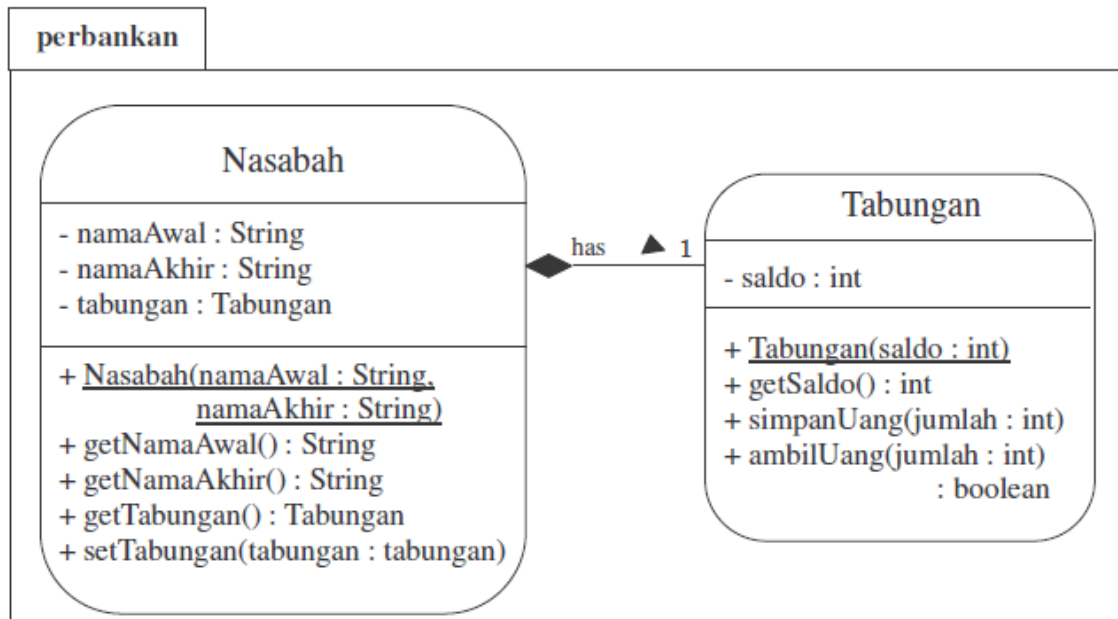 perbankan
Nasabah
- namaAwal : String
- namaAkhir : String
- tabungan : Tabungan
+ Nasabah(namaAwal : String,
namaAkhir : String)
+ getNamaAwal() : String
+ getNamaAkhir() : String
+ getTabungan() : Tabungan
+ setTabungan(tabungan : tabungan)
has 1
Tabungan
- saldo : int
+ Tabungan(saldo : int)
+ getSaldo() : int
+ simpanUang(jumlah : int)
+ ambilUang(jumlah : int)
: boolean